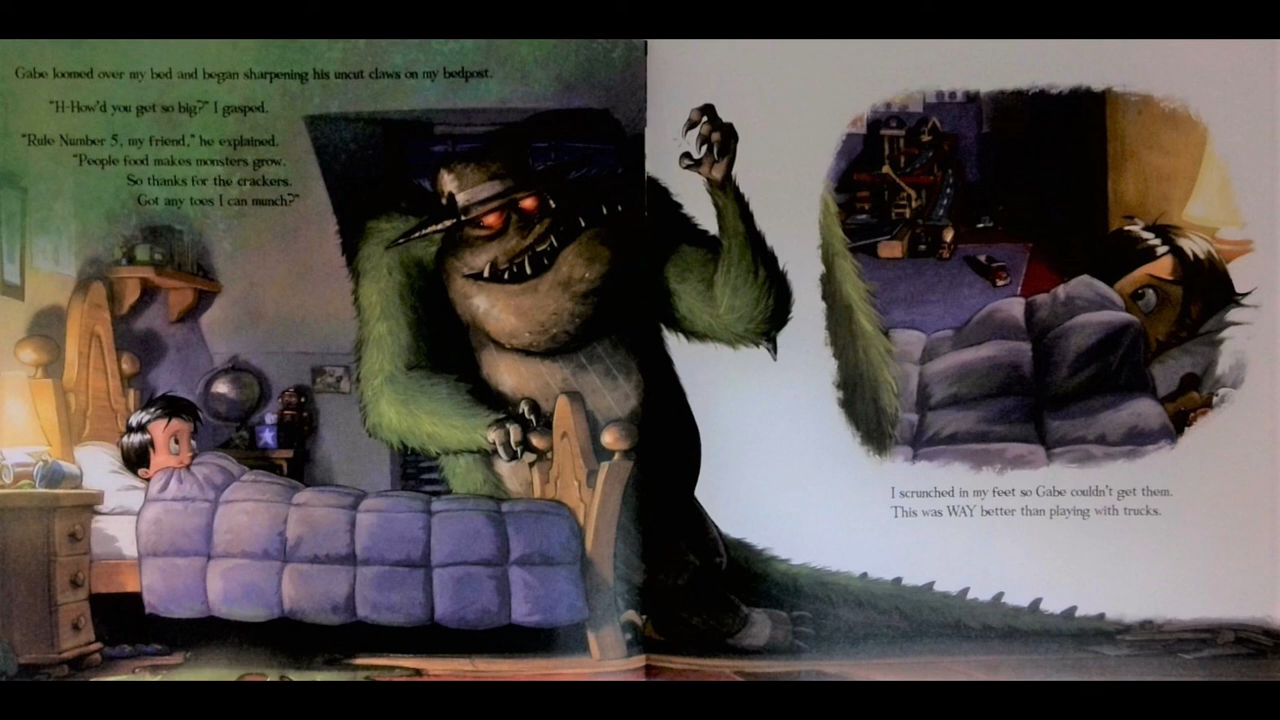 Gabe loomed over my bed and began sharpening his uncut claws on my bedpost.
"H-How'd you get so big?" I gasped.
"Rule Number 5, my friend," he explained.
"People food makes monsters grow.
So thanks for the crackers.
Got any toes I can munch?"
I scrunched in my feet so Gabe couldn't get them.
This was WAY better than playing with trucks.